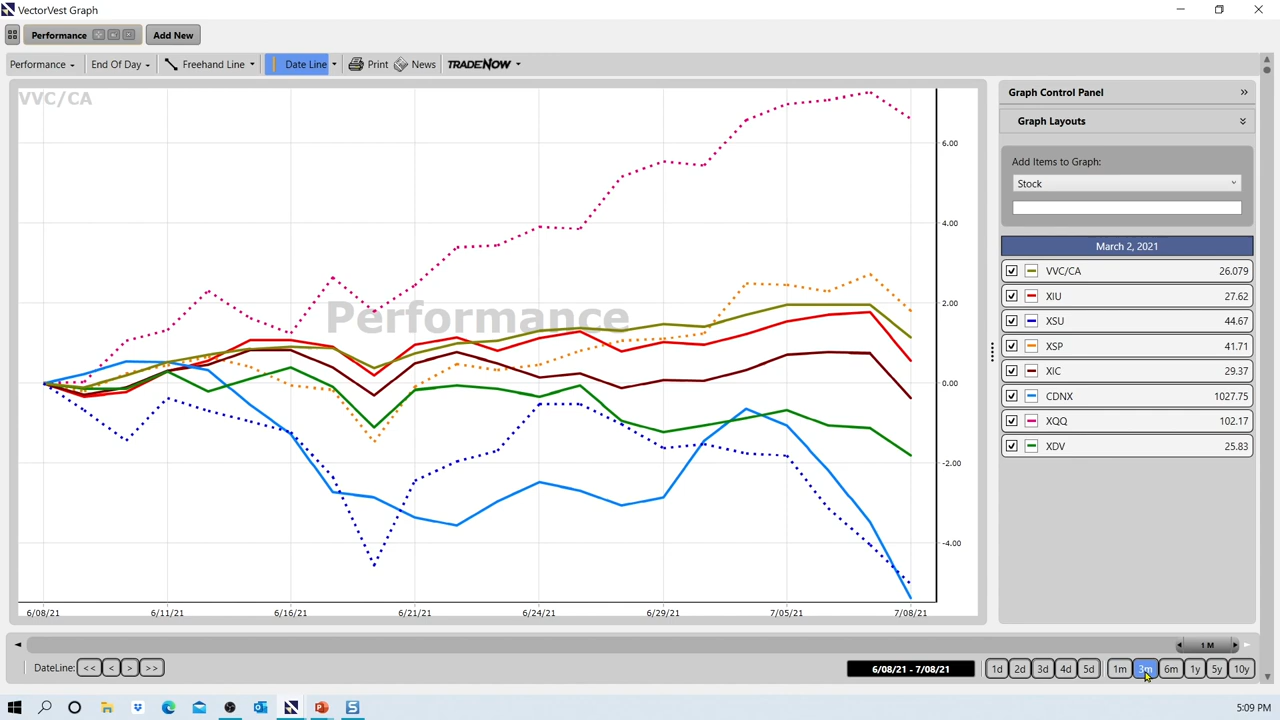 VectorVest Graph
Performance Add New
Performance End Of Day Freehand Line Date Line Print News TRADENOW
VVC/CA
Performance
6.00
4.00
2.00
0.00
-2.00
-4.00
6/08/21 6/11/21 6/16/21 6/21/21 6/24/21 6/29/21 7/05/21 7/08/21
Graph Control Panel »
Graph Layouts
Add Items to Graph:
Stock
March 2, 2021
VVC/CA 26.079
XIU 27.62
XSU 44.67
XSP 41.71
XIC 29.37
CDNX 1027.75
XQQ 102.17
XDV 25.83
1 M
DateLine: << < > >> 6/08/21 - 7/08/21 1d 2d 3d 4d 5d 1m 3m 6m 1y 5y 10y
5:09 PM